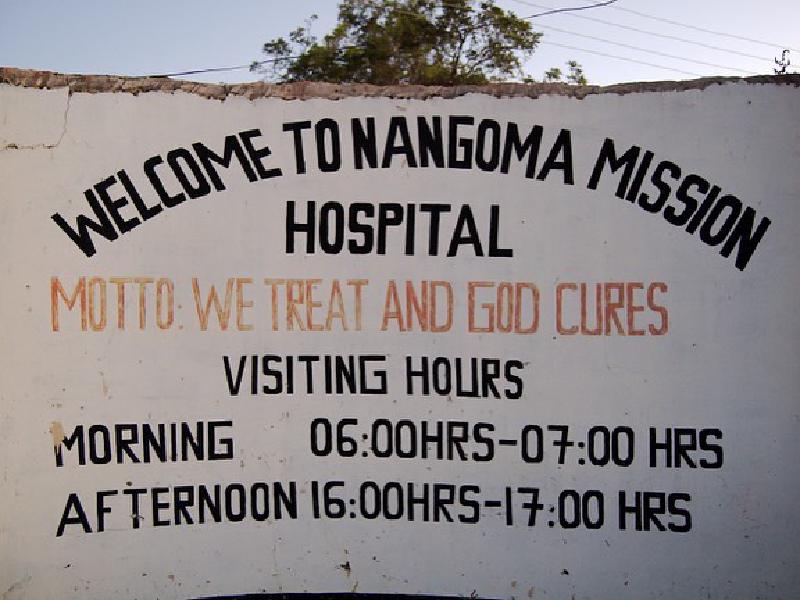 WELCOME TO NANGOMA MISSION
HOSPITAL
MOTTO: WE TREAT AND GOD CURES
VISITING HOURS
MORNING 06:00HRS-07:00 HRS
AFTERNOON 16:00HRS-17:00 HRS